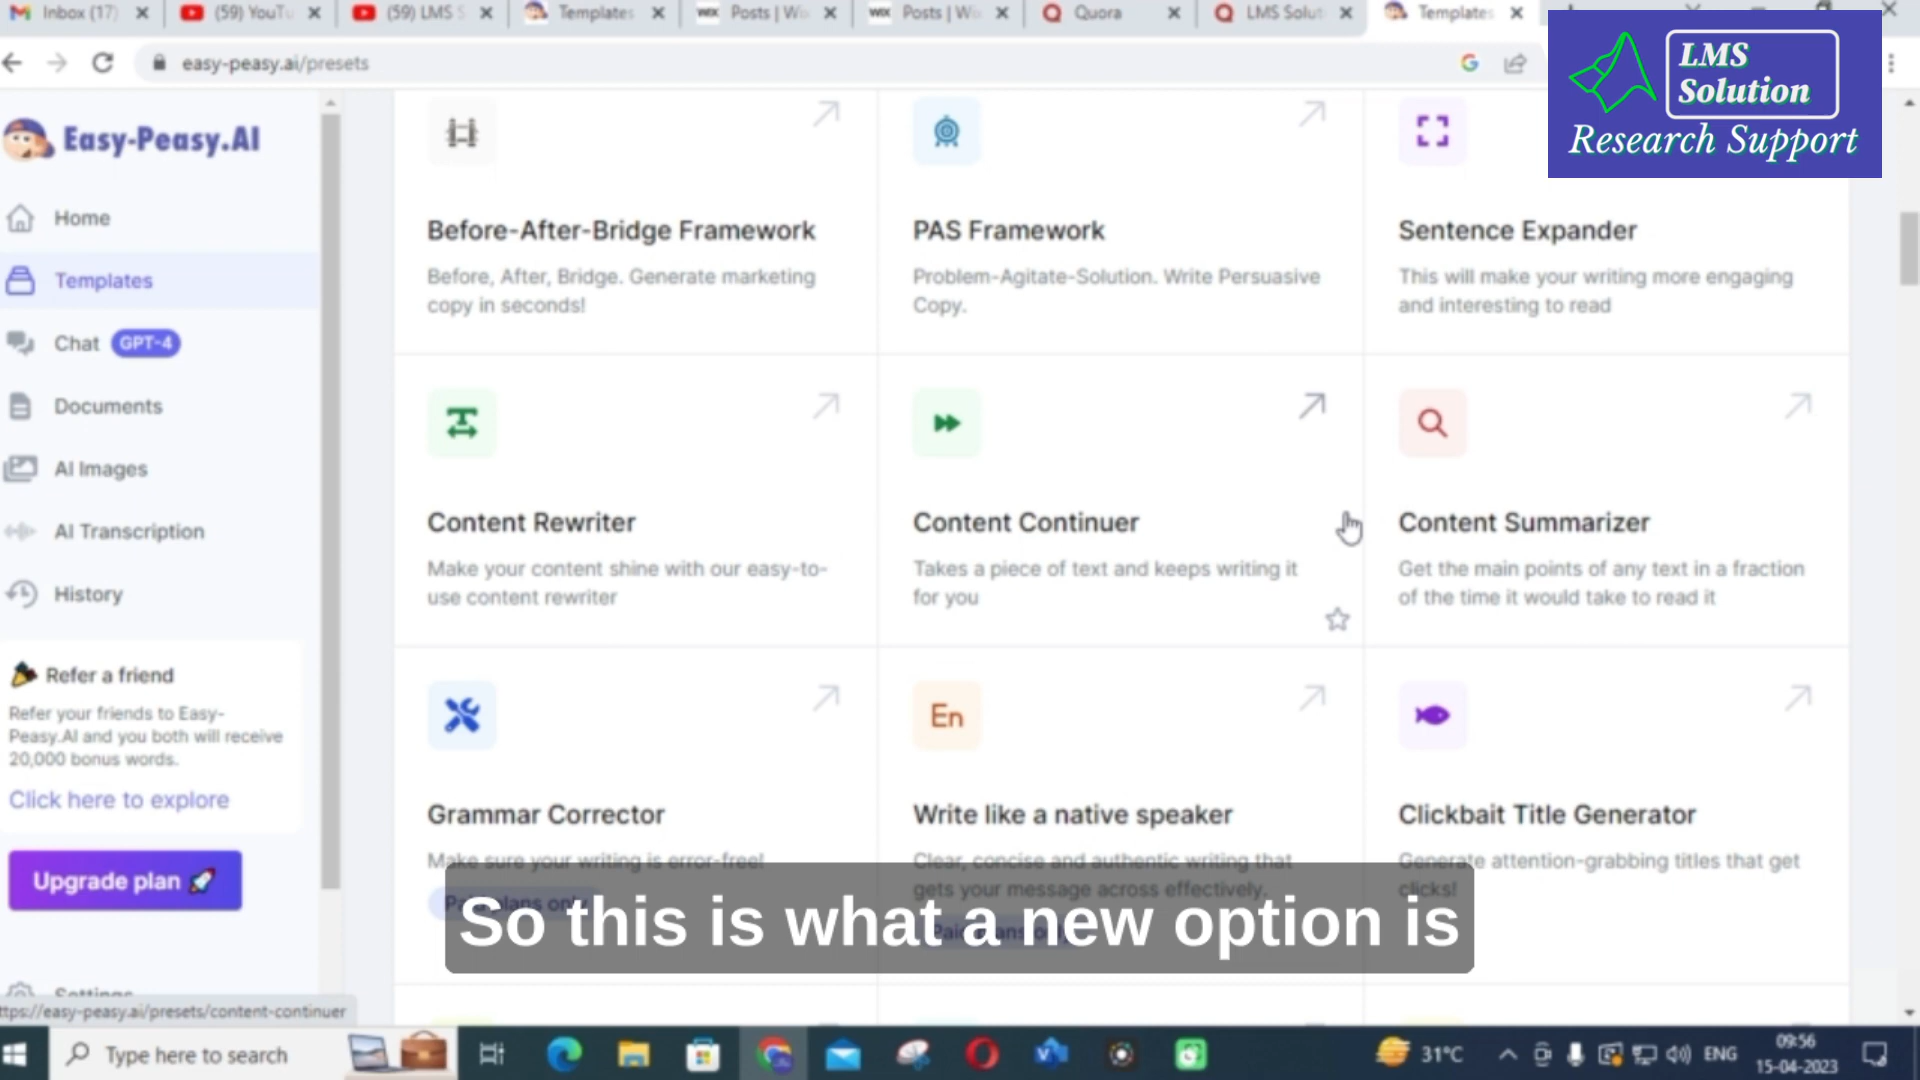 Inbox (17)
(59) YouTu
(59) LMS S
Templates
Posts | Wi
Posts | Wi
Quora
LMS Solut
Templates
easy-peasy.ai/presets
LMS
Solution
Research Support
Easy-Peasy.AI
Home
Templates
Chat GPT-4
Documents
AI Images
AI Transcription
History
Refer a friend
Refer your friends to Easy-
Peasy.AI and you both will receive
20,000 bonus words.
Click here to explore
Upgrade plan
Settings
ttps://easy-peasy.ai/presets/content-continuer
Before-After-Bridge Framework
Before, After, Bridge. Generate marketing
copy in seconds!
PAS Framework
Problem-Agitate-Solution. Write Persuasive
Copy.
Sentence Expander
This will make your writing more engaging
and interesting to read
Content Rewriter
Make your content shine with our easy-to-
use content rewriter
Content Continuer
Takes a piece of text and keeps writing it
for you
Content Summarizer
Get the main points of any text in a fraction
of the time it would take to read it
Grammar Corrector
Make sure your writing is error-free!
Paid plans only
En
Write like a native speaker
Clear, concise and authentic writing that
gets your message across effectively.
Paid plans only
Clickbait Title Generator
Generate attention-grabbing titles that get
clicks!
So this is what a new option is
Type here to search
31°C
ENG
09:56
15-04-2023